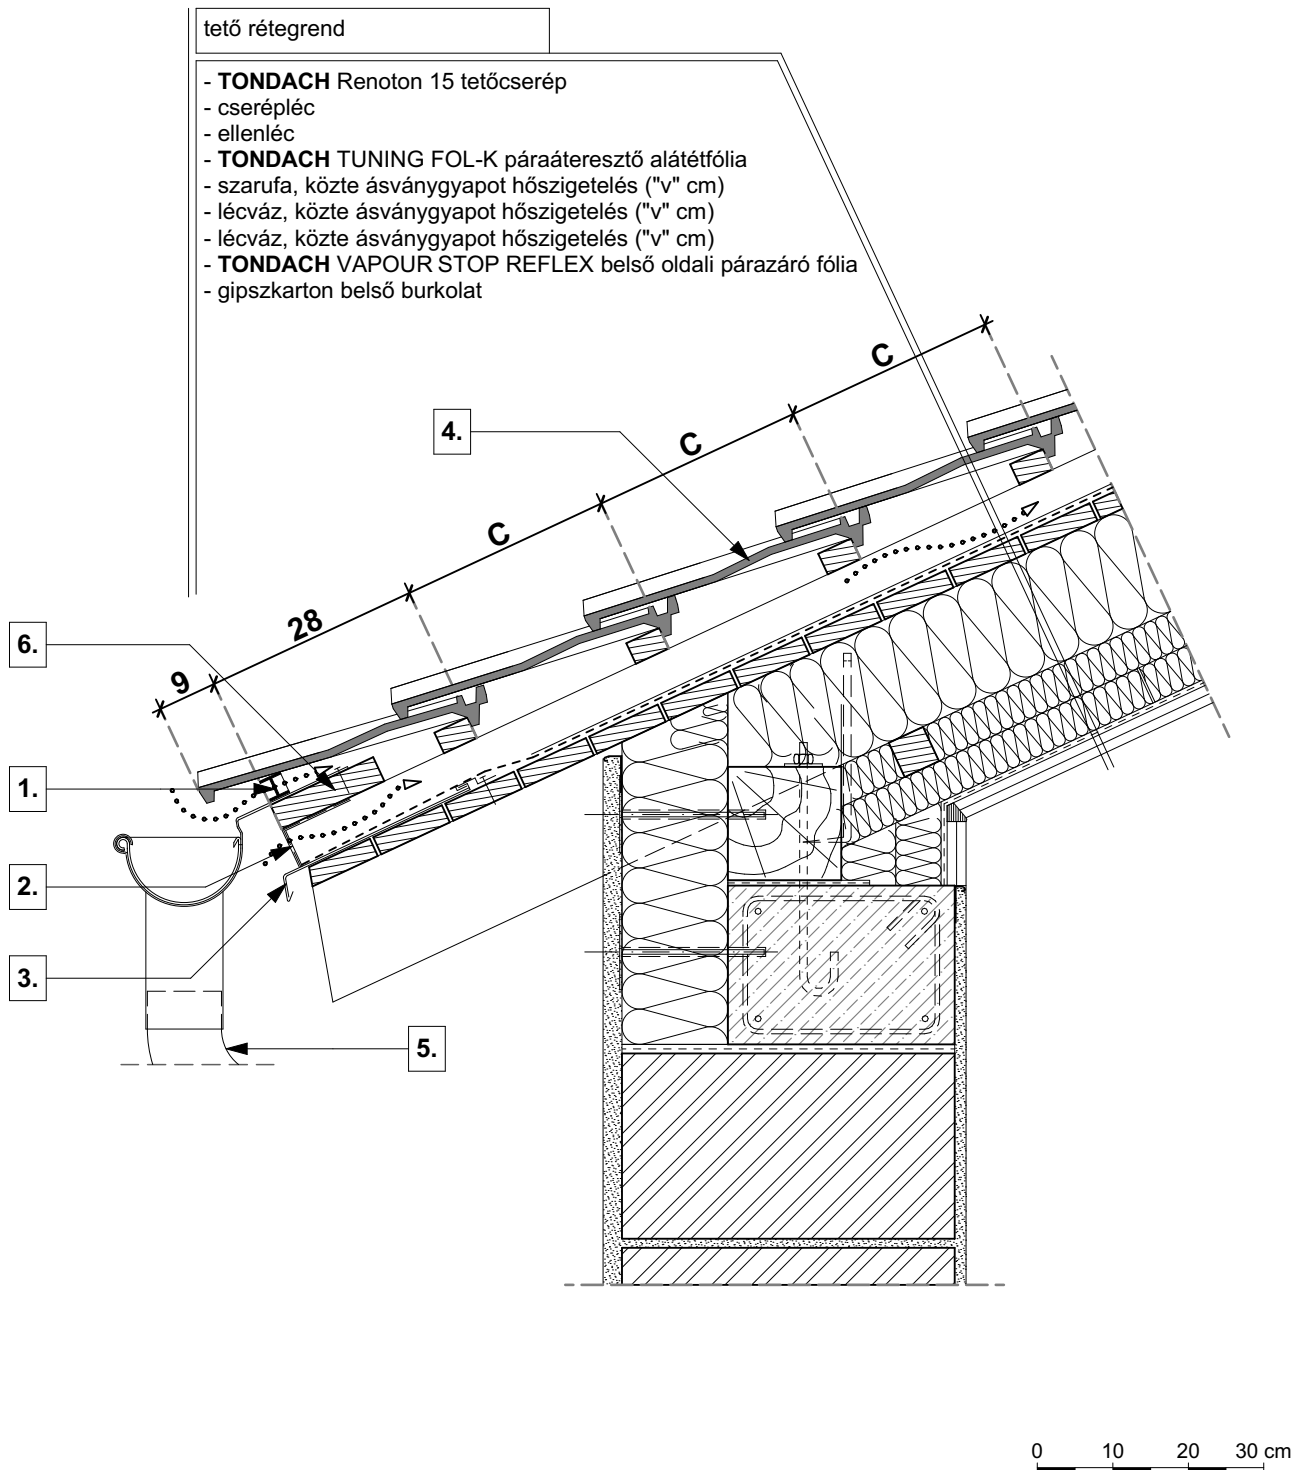 tető rétegrend
- TONDACH Renoton 15 tetőcserép
- cserépléc
- ellenléc
- TONDACH TUNING FOL-K páraáteresztő alátétfólia
- szarufa, közte ásványgyapot hőszigetelés ("v" cm)
- lécváz, közte ásványgyapot hőszigetelés ("v" cm)
- lécváz, közte ásványgyapot hőszigetelés ("v" cm)
- TONDACH VAPOUR STOP REFLEX belső oldali párazáró fólia
- gipszkarton belső burkolat
C
C
4.
C
28
6.
9
1.
2.
3.
5.
0 10 20 30 cm